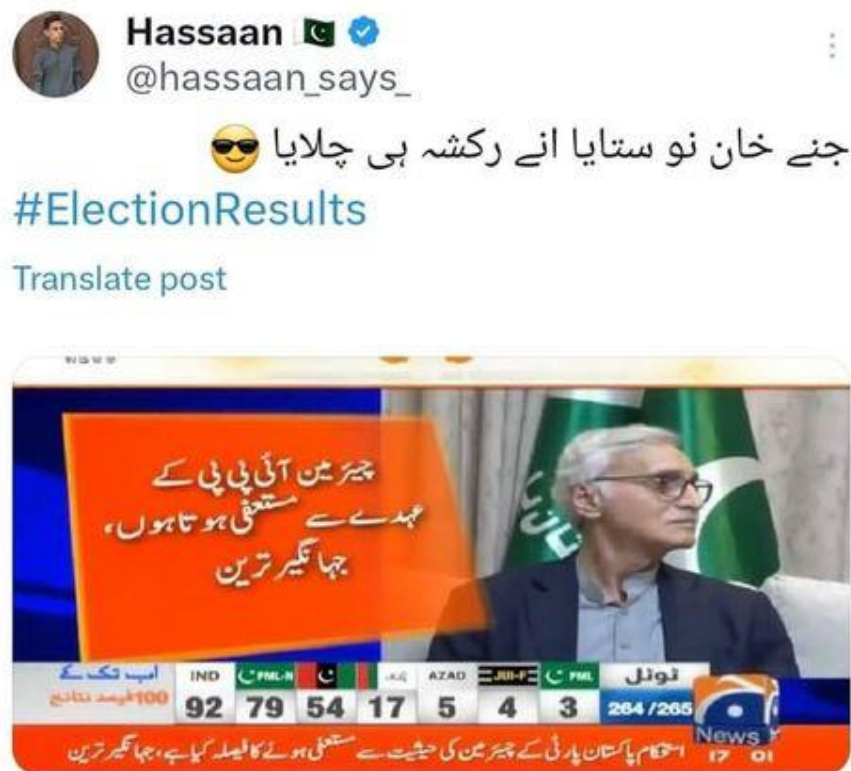 Hassaan 🇵🇰
@hassaan_says_
جنے خان نو ستایا انے رکشہ ہی چلایا 😎
#ElectionResults
Translate post
چیئرمین آئی پی پی کے
عہدے سے مستعفی ہوتا ہوں،
جہانگیر ترین
اب تک کے
100 فیصد نتائج
IND PML-N AZAD JUI-F PML ٹوٹل
92 79 54 17 5 4 3 264/265
News
17 01
استحکام پاکستان پارٹی کے چیئرمین کی حیثیت سے مستعفی ہونے کا فیصلہ کیا ہے، جہانگیر ترین